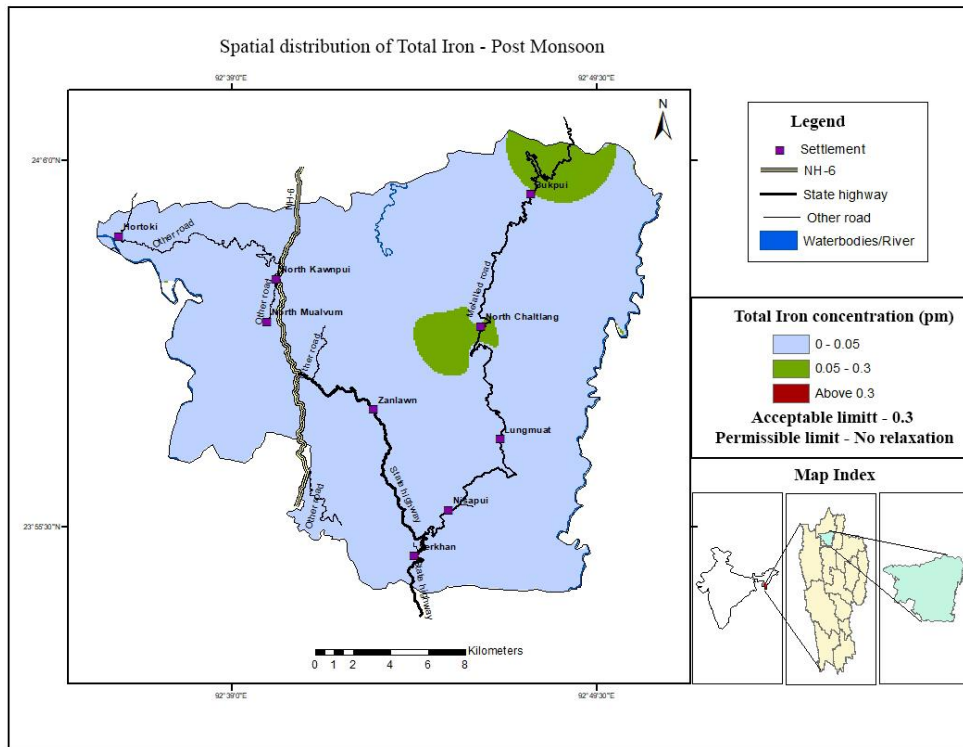 Spatial distribution of Total Iron - Post Monsoon
92°39'0"E
92°49'30"E
N
24°6'0"N
23°55'30"N
NH-6
Hortoki
Other road
North Kawnpui
Other road
North Mualvum
Other road
Zanlawn
State highway
Other road
Bukpui
Metalled road
North Chaltlang
Lungmuat
Nisapui
Serkhan
State highway
0 1 2 4 6 8
Kilometers
Legend
Settlement
NH-6
State highway
Other road
Waterbodies/River
Total Iron concentration (pm)
0 - 0.05
0.05 - 0.3
Above 0.3
Acceptable limitt - 0.3
Permissible limit - No relaxation
Map Index